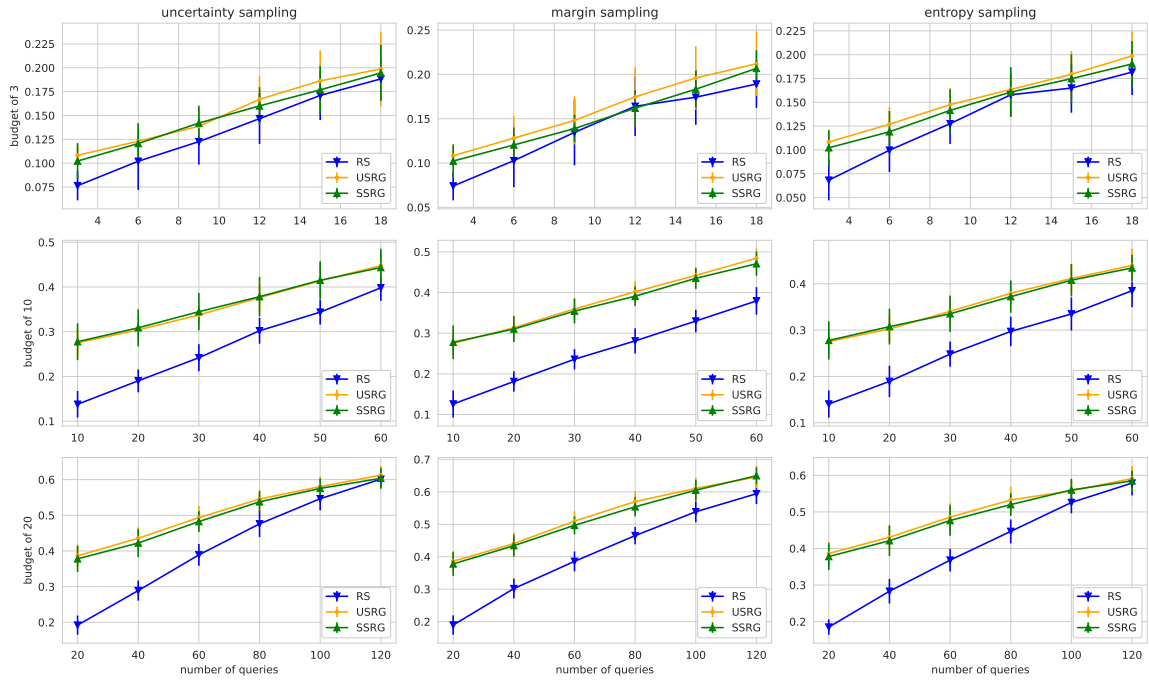 uncertainty sampling
margin sampling
entropy sampling
budget of 3
0.225
0.200
0.175
0.150
0.125
0.100
0.075
4 6 8 10 12 14 16 18
RS
USRG
SSRG
0.25
0.20
0.15
0.10
0.05
4 6 8 10 12 14 16 18
RS
USRG
SSRG
0.225
0.200
0.175
0.150
0.125
0.100
0.075
0.050
4 6 8 10 12 14 16 18
RS
USRG
SSRG
budget of 10
0.5
0.4
0.3
0.2
0.1
10 20 30 40 50 60
RS
USRG
SSRG
0.5
0.4
0.3
0.2
0.1
10 20 30 40 50 60
RS
USRG
SSRG
0.4
0.3
0.2
0.1
10 20 30 40 50 60
RS
USRG
SSRG
budget of 20
0.6
0.5
0.4
0.3
0.2
20 40 60 80 100 120
number of queries
RS
USRG
SSRG
0.7
0.6
0.5
0.4
0.3
0.2
20 40 60 80 100 120
number of queries
RS
USRG
SSRG
0.6
0.5
0.4
0.3
0.2
20 40 60 80 100 120
number of queries
RS
USRG
SSRG